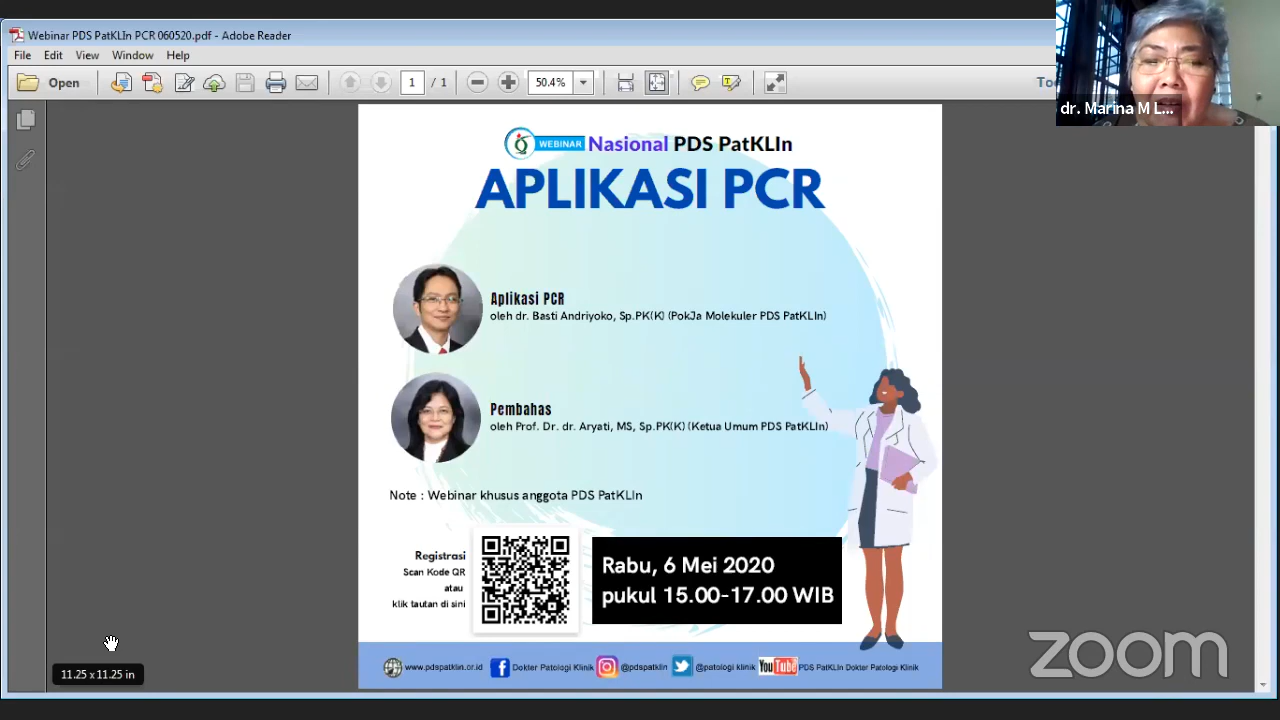 Webinar PDS PatKLIn PCR 060520.pdf - Adobe Reader
File Edit View Window Help
Open 1 / 1 50.4%
dr. Marina M L...
WEBINAR Nasional PDS PatKLIn
APLIKASI PCR
Aplikasi PCR
oleh dr. Basti Andriyoko, Sp.PK(K) (PokJa Molekuler PDS PatKLIn)
Pembahas
oleh Prof. Dr. dr. Aryati, MS, Sp.PK(K) (Ketua Umum PDS PatKLIn)
Note : Webinar khusus anggota PDS PatKLIn
Registrasi
Scan Kode QR
atau
klik tautan di sini
Rabu, 6 Mei 2020
pukul 15.00-17.00 WIB
www.pdspatklin.or.id Dokter Patologi Klinik @pdspatklin @patologi klinik YouTube PDS PatKLIn Dokter Patologi Klinik
11.25 x 11.25 in
zoom